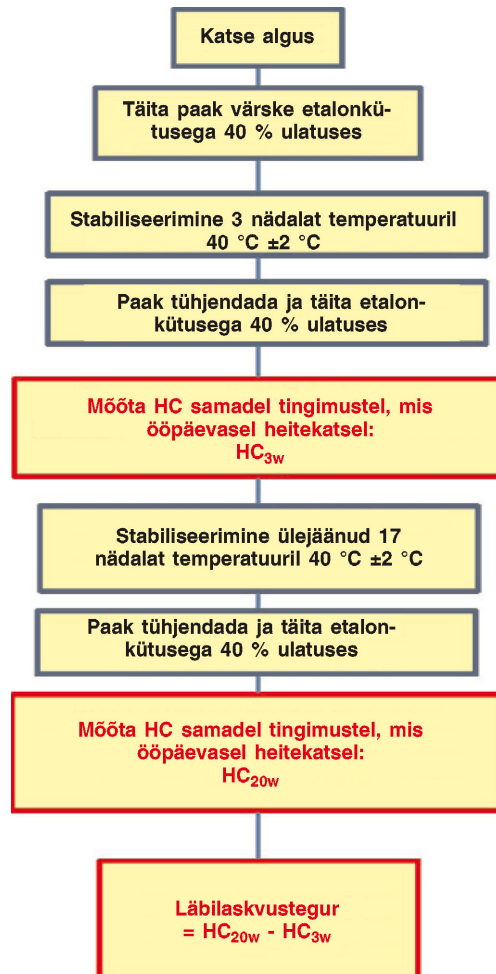 Katse algus
Täita paak värske etalonkü-
tusega 40 % ulatuses
Stabiliseerimine 3 nädalat temperatuuril
40 °C ±2 °C
Paak tühjendada ja täita etalon-
kütusega 40 % ulatuses
Mõõta HC samadel tingimustel, mis
ööpäevasel heitekatsel:
HC3w
Stabiliseerimine ülejäänud 17
nädalat temperatuuril 40 °C ±2 °C
Paak tühjendada ja täita etalon-
kütusega 40 % ulatuses
Mõõta HC samadel tingimustel, mis
ööpäevasel heitekatsel:
HC20w
Läbilaskvustegur
= HC20w - HC3w